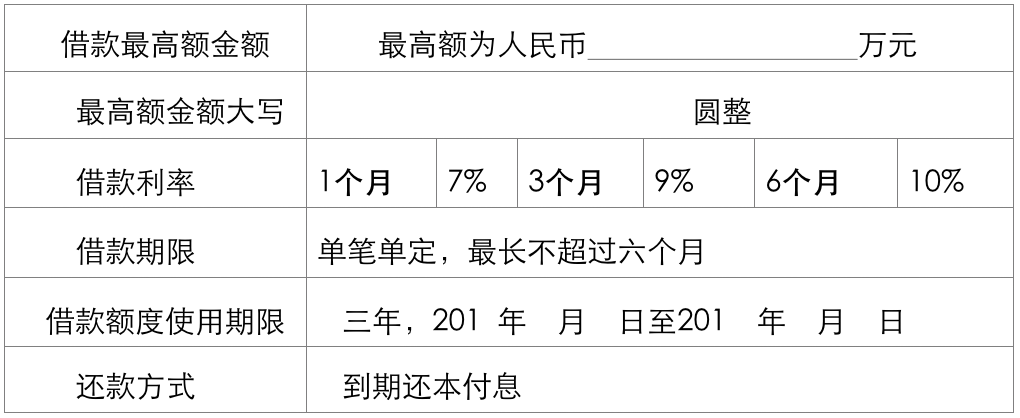 借款最高额金额 最高额为人民币__________________万元
最高额金额大写 圆整
借款利率 1个月 7% 3个月 9% 6个月 10%
借款期限 单笔单定，最长不超过六个月
借款额度使用期限 三年，201 年 月 日至201 年 月 日
还款方式 到期还本付息